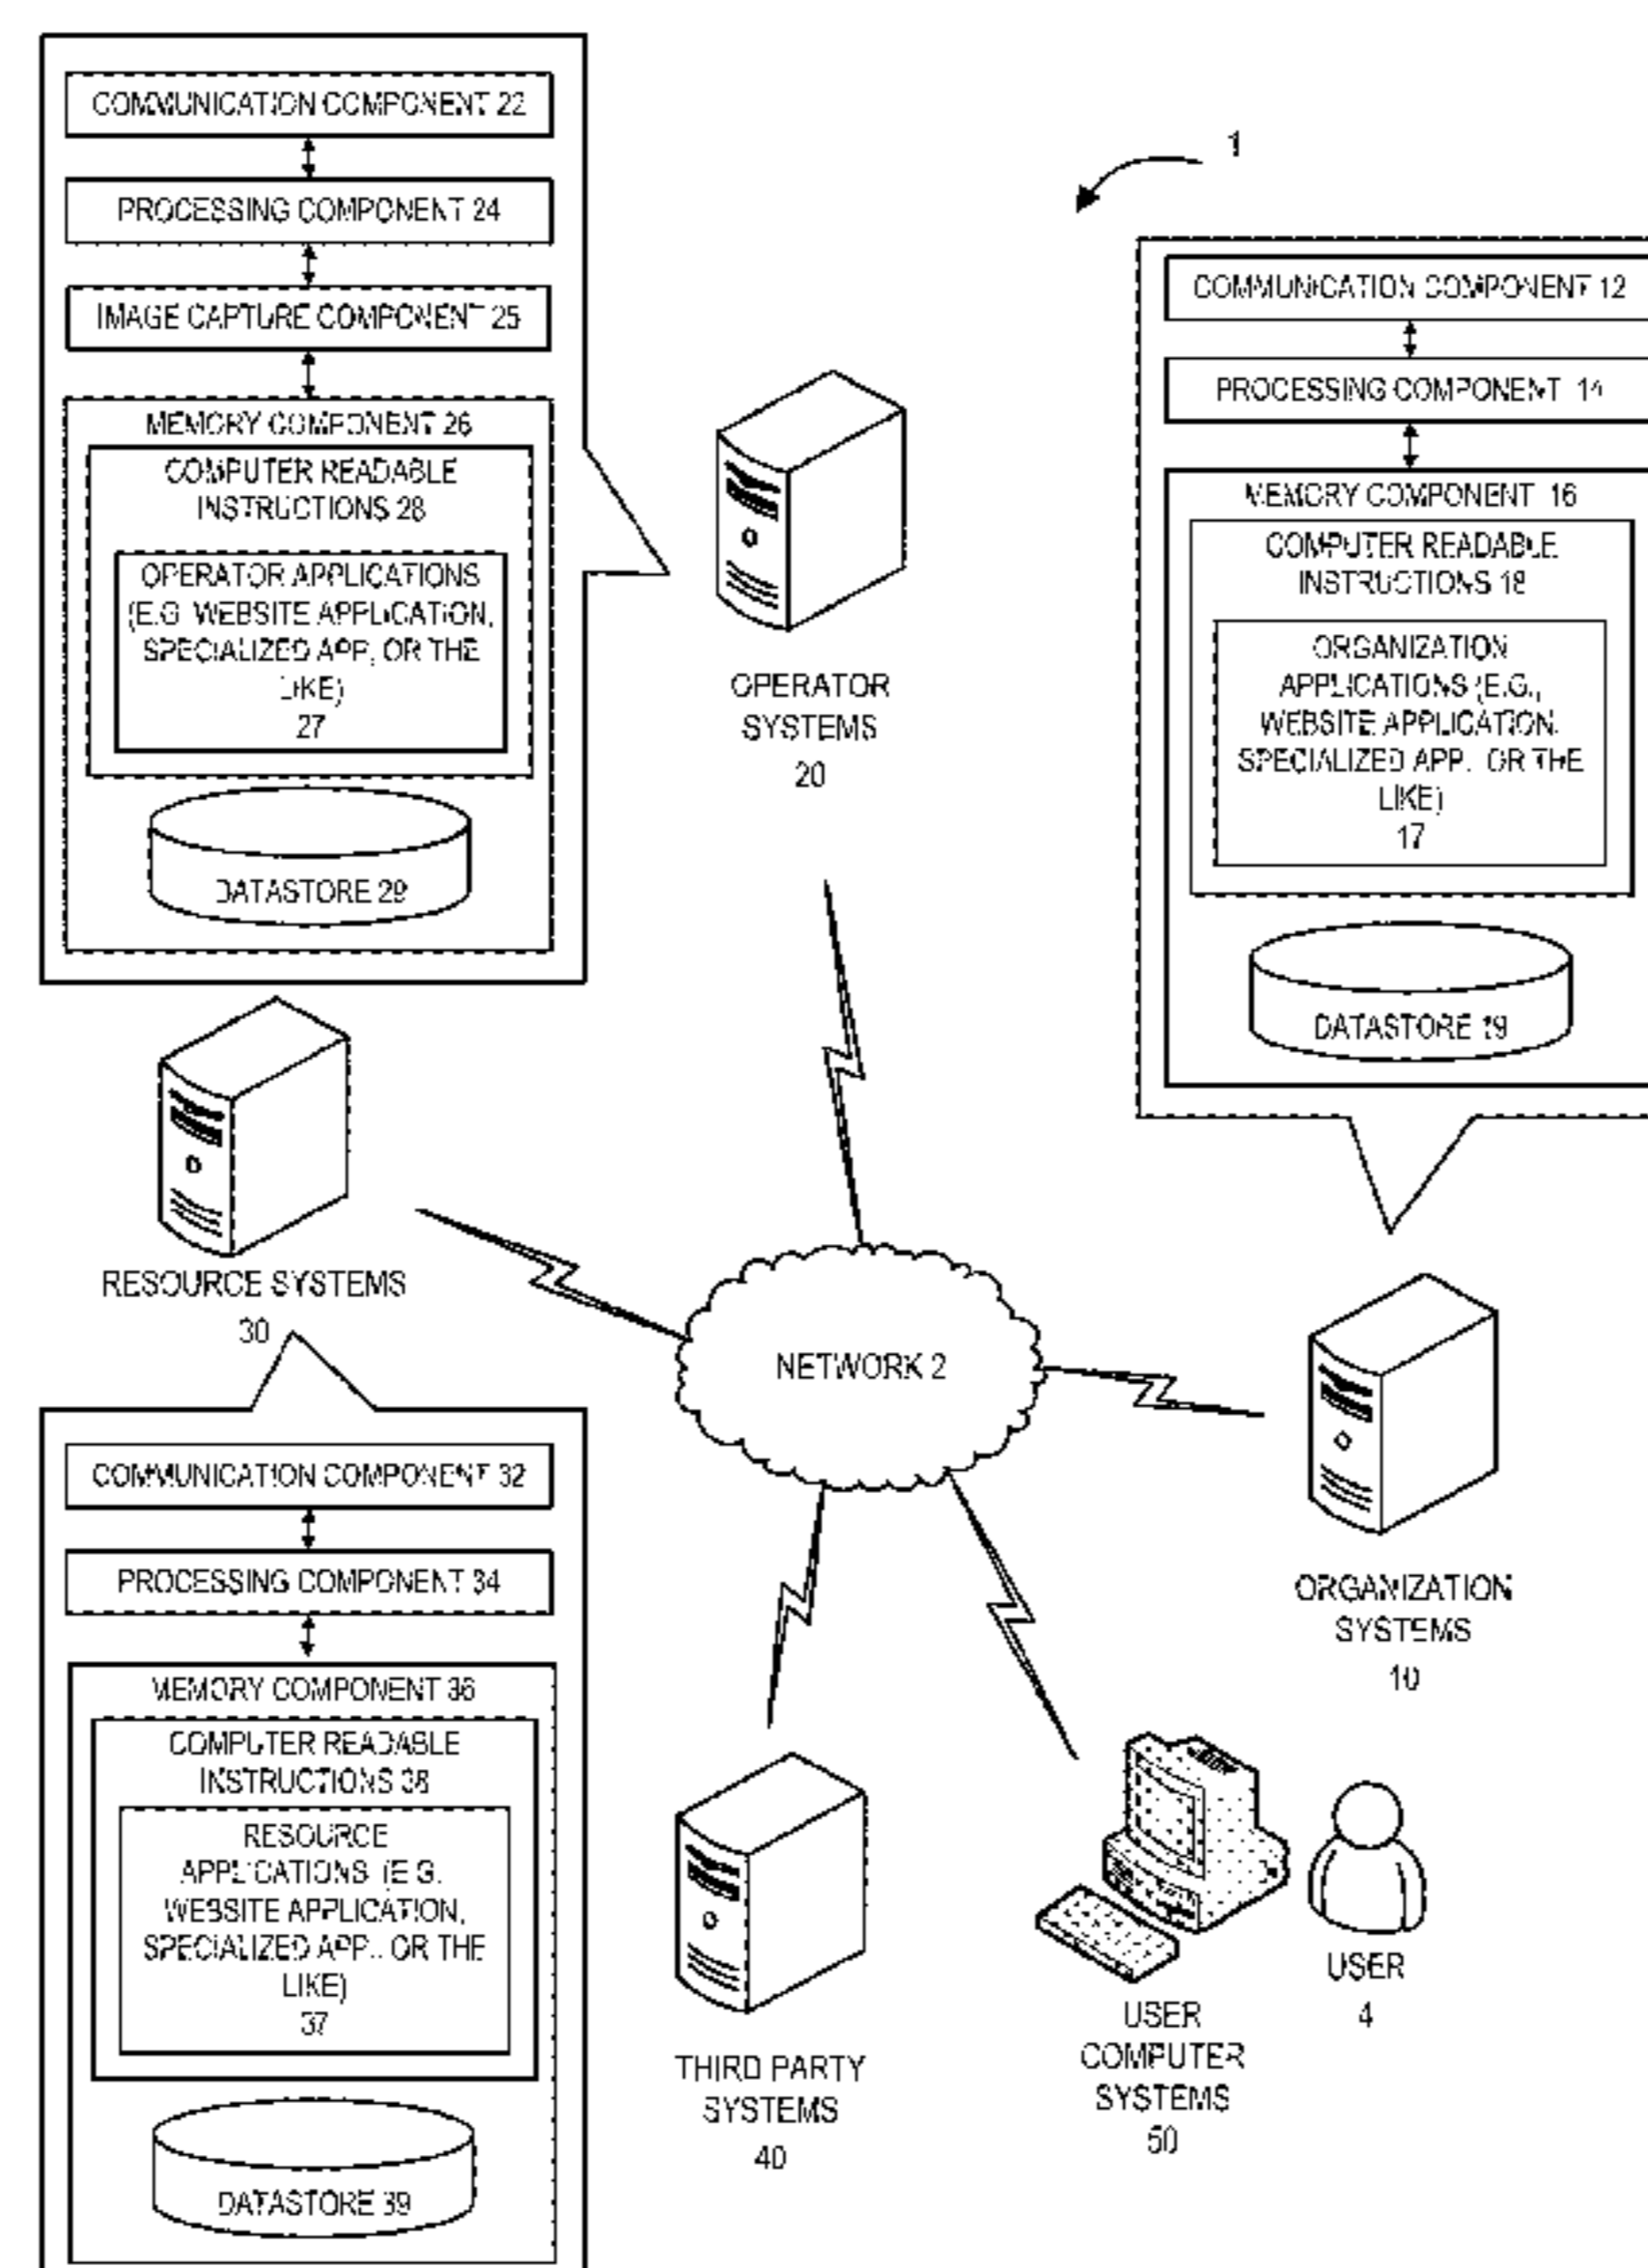 COMMUNICATION COMPONENT 22
PROCESSING COMPONENT 24
IMAGE CAPTURE COMPONENT 25
MEMORY COMPONENT 26
COMPUTER READABLE
INSTRUCTIONS 28
OPERATOR APPLICATIONS
(E.G. WEBSITE APPLICATION,
SPECIALIZED APP, OR THE
LIKE)
27
DATASTORE 29
1
OPERATOR
SYSTEMS
20
COMMUNICATION COMPONENT 12
PROCESSING COMPONENT 14
MEMORY COMPONENT 16
COMPUTER READABLE
INSTRUCTIONS 18
ORGANIZATION
APPLICATIONS (E.G.,
WEBSITE APPLICATION.
SPECIALIZED APP., OR THE
LIKE)
17
DATASTORE 19
RESOURCE SYSTEMS
30
NETWORK 2
ORGANIZATION
SYSTEMS
10
COMMUNICATION COMPONENT 32
PROCESSING COMPONENT 34
MEMORY COMPONENT 36
COMPUTER READABLE
INSTRUCTIONS 38
RESOURCE
APPLICATIONS (E.G.
WEBSITE APPLICATION,
SPECIALIZED APP., OR THE
LIKE)
37
DATASTORE 39
THIRD PARTY
SYSTEMS
40
USER
COMPUTER
SYSTEMS
50
USER
4